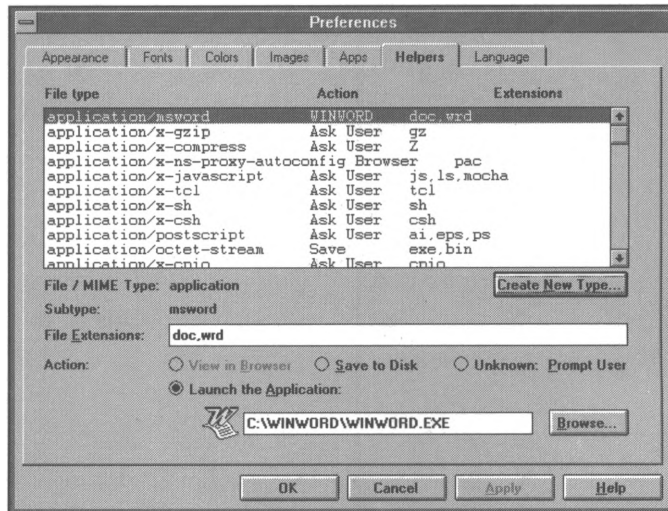 Preferences
Appearance Fonts Colors Images Apps Helpers Language
File type Action Extensions
application/msword WINWORD doc,wrd
application/x-gzip Ask User gz
application/x-compress Ask User Z
application/x-ns-proxy-autoconfig Browser pac
application/x-javascript Ask User js,ls,mocha
application/x-tcl Ask User tcl
application/x-sh Ask User sh
application/x-csh Ask User csh
application/postscript Ask User ai,eps,ps
application/octet-stream Save exe,bin
application/x-cpio Ask User cpio
File / MIME Type: application Create New Type...
Subtype: msword
File Extensions: doc,wrd
Action: View in Browser Save to Disk Unknown: Prompt User
Launch the Application:
C:\WINWORD\WINWORD.EXE Browse...
OK Cancel Apply Help